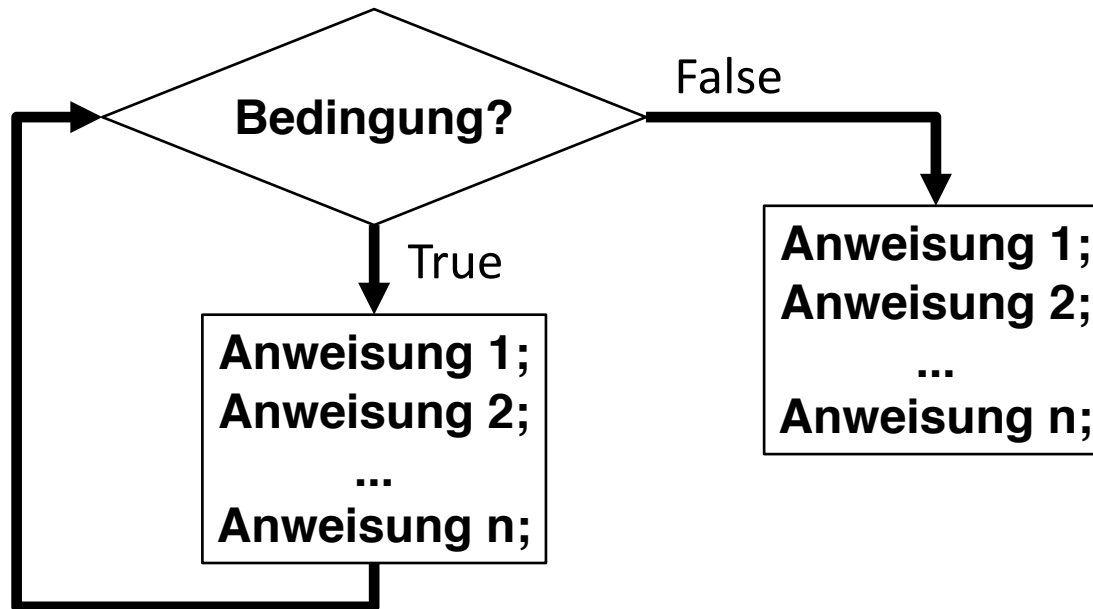 Bedingung?
False
True
Anweisung 1;
Anweisung 2;
...
Anweisung n;
Anweisung 1;
Anweisung 2;
...
Anweisung n;